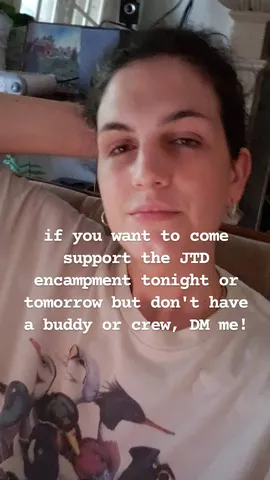 if you want to come
support the JTD
encampment tonight or
tomorrow but don't have
a buddy or crew, DM me!